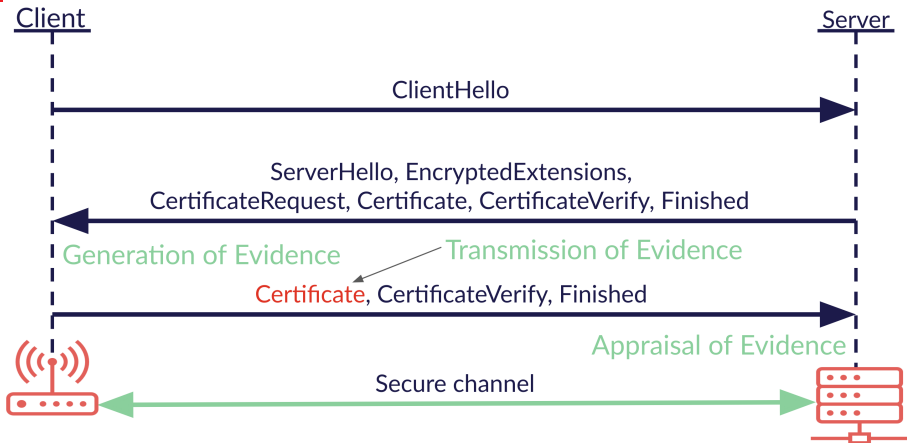 Client
Server
ClientHello
ServerHello, EncryptedExtensions,
CertificateRequest, Certificate, CertificateVerify, Finished
Generation of Evidence
Transmission of Evidence
Certificate, CertificateVerify, Finished
Appraisal of Evidence
Secure channel